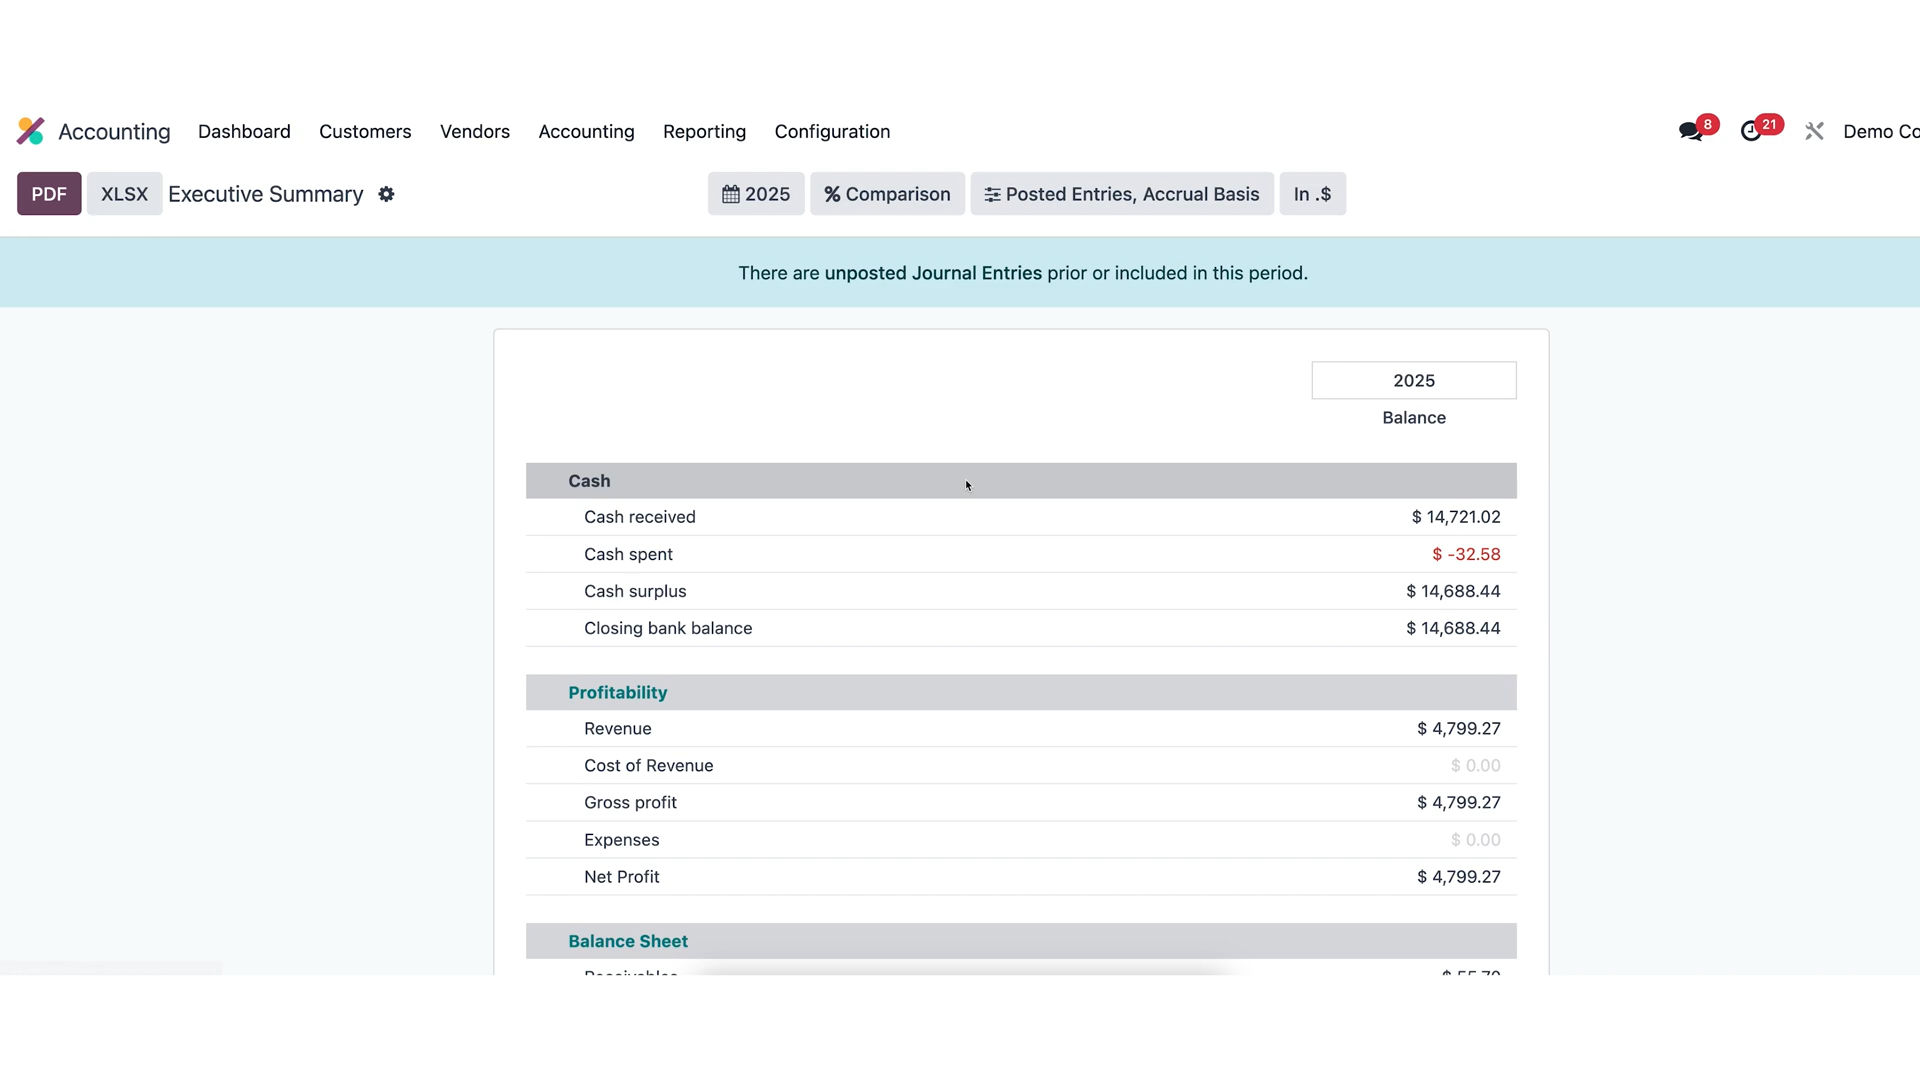 Accounting Dashboard Customers Vendors Accounting Reporting Configuration 8 21 Demo Co
PDF XLSX Executive Summary 2025 % Comparison Posted Entries, Accrual Basis In .$
There are unposted Journal Entries prior or included in this period.
2025
Balance
Cash
Cash received $ 14,721.02
Cash spent $ -32.58
Cash surplus $ 14,688.44
Closing bank balance $ 14,688.44
Profitability
Revenue $ 4,799.27
Cost of Revenue $ 0.00
Gross profit $ 4,799.27
Expenses $ 0.00
Net Profit $ 4,799.27
Balance Sheet
Receivables